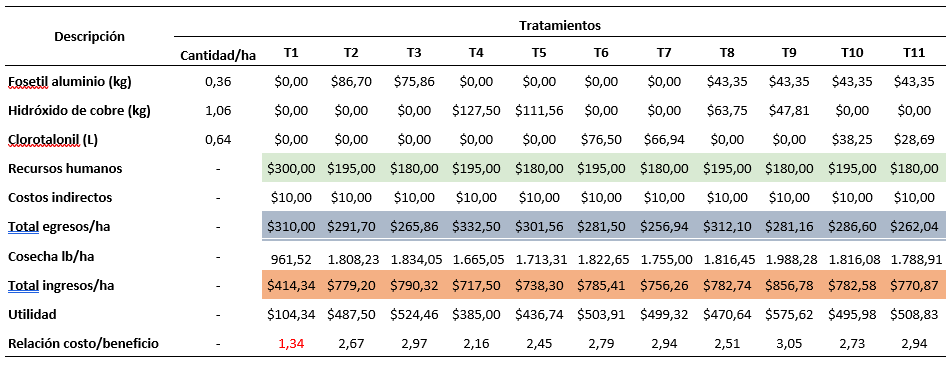 Descripción Tratamientos
Cantidad/ha T1 T2 T3 T4 T5 T6 T7 T8 T9 T10 T11
Fosetil aluminio (kg) 0,36 $0,00 $86,70 $75,86 $0,00 $0,00 $0,00 $0,00 $43,35 $43,35 $43,35 $43,35
Hidróxido de cobre (kg) 1,06 $0,00 $0,00 $0,00 $127,50 $111,56 $0,00 $0,00 $63,75 $47,81 $0,00 $0,00
Clorotalonil (L) 0,64 $0,00 $0,00 $0,00 $0,00 $0,00 $76,50 $66,94 $0,00 $0,00 $38,25 $28,69
Recursos humanos - $300,00 $195,00 $180,00 $195,00 $180,00 $195,00 $180,00 $195,00 $180,00 $195,00 $180,00
Costos indirectos - $10,00 $10,00 $10,00 $10,00 $10,00 $10,00 $10,00 $10,00 $10,00 $10,00 $10,00
Total egresos/ha - $310,00 $291,70 $265,86 $332,50 $301,56 $281,50 $256,94 $312,10 $281,16 $286,60 $262,04
Cosecha lb/ha - 961,52 1.808,23 1.834,05 1.665,05 1.713,31 1.822,65 1.755,00 1.816,45 1.988,28 1.816,08 1.788,91
Total ingresos/ha - $414,34 $779,20 $790,32 $717,50 $738,30 $785,41 $756,26 $782,74 $856,78 $782,58 $770,87
Utilidad - $104,34 $487,50 $524,46 $385,00 $436,74 $503,91 $499,32 $470,64 $575,62 $495,98 $508,83
Relación costo/beneficio - 1,34 2,67 2,97 2,16 2,45 2,79 2,94 2,51 3,05 2,73 2,94